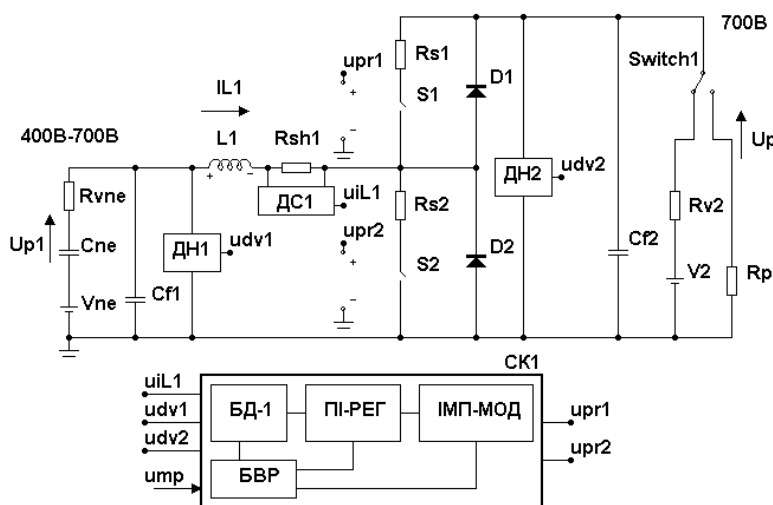 700В
Rs1
upr1
D1
Switch1
IL1
S1
+
400В-700В
L1
Rsh1
-
Up
+
-
Rvne
ДН2
udv2
ДС1
uiL1
Rs2
Rv2
Up1
Cne
ДН1
udv1
upr2
+
D2
S2
Cf2
Vne
Cf1
-
V2
Rp
СК1
uiL1
udv1
БД-1
ПІ-РЕГ
ІМП-МОД
upr1
udv2
upr2
ump
БВР